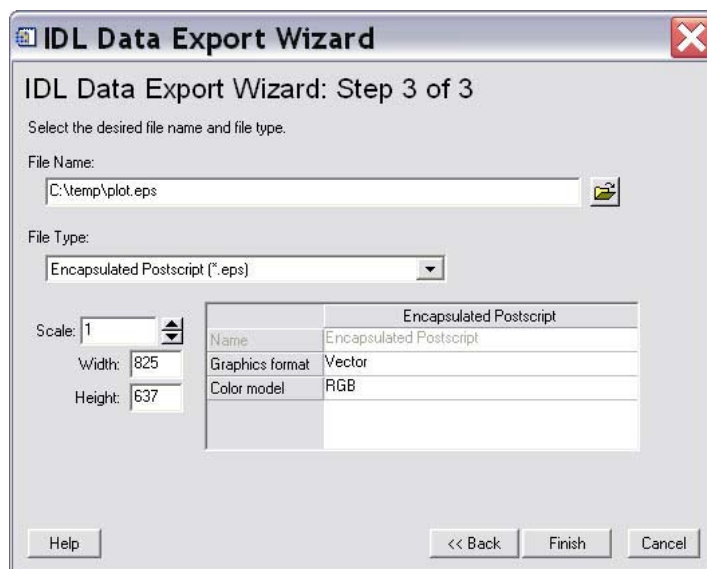 IDL Data Export Wizard
IDL Data Export Wizard: Step 3 of 3
Select the desired file name and file type.
File Name:
C:\temp\plot.eps
File Type:
Encapsulated Postscript (*.eps)
Scale: 1
Width: 825
Height: 637
Encapsulated Postscript
Name Encapsulated Postscript
Graphics format Vector
Color model RGB
Help << Back Finish Cancel